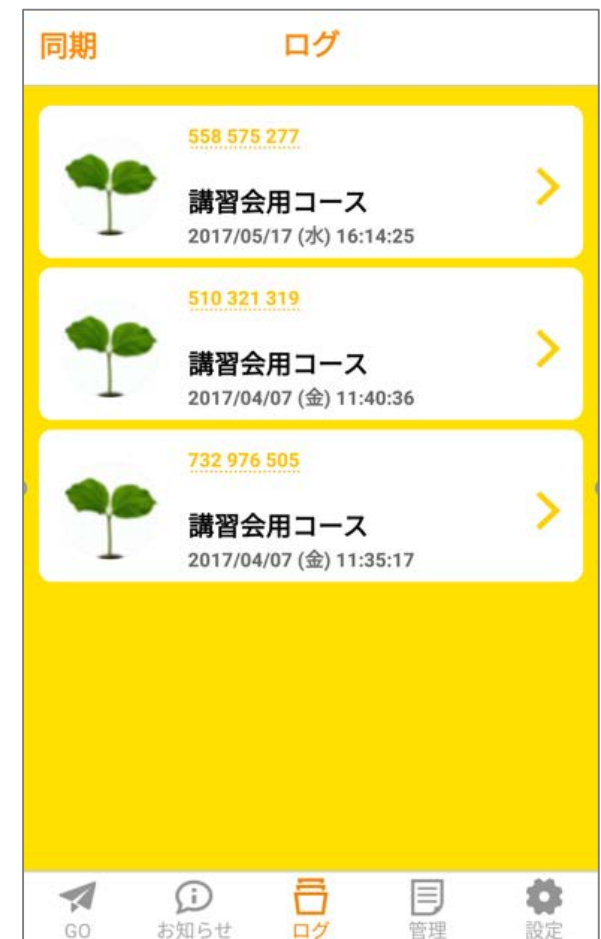 同期
ログ
558 575 277
講習会用コース
2017/05/17 (水) 16:14:25
510 321 319
講習会用コース
2017/04/07 (金) 11:40:36
732 976 505
講習会用コース
2017/04/07 (金) 11:35:17
GO
お知らせ
ログ
管理
設定